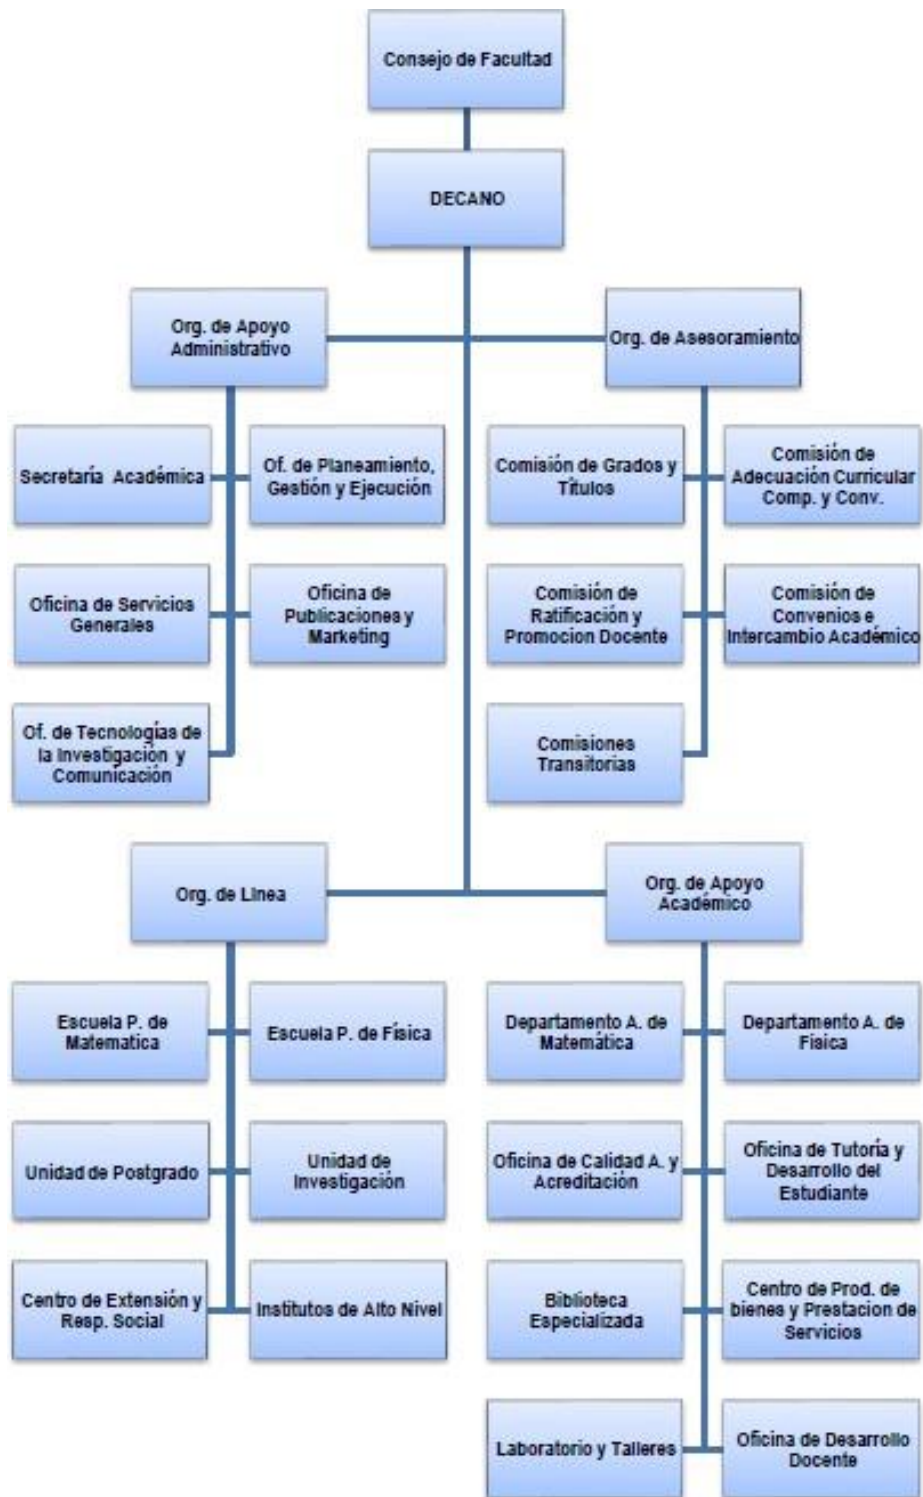 Consejo de Facultad
DECANO
Org. de Apoyo
Administrativo
Org. de Asesoramiento
Secretaría Académica
Of. de Planeamiento,
Gestión y Ejecución
Comisión de Grados y
Títulos
Comisión de
Adecuación Curricular
Comp. y Conv.
Oficina de Servicios
Generales
Oficina de
Publicaciones y
Marketing
Comisión de
Ratificación y
Promocion Docente
Comisión de
Convenios e
Intercambio Académico
Of. de Tecnologías de
la Investigación y
Comunicación
Comisiones
Transitorias
Org. de Línea
Org. de Apoyo
Académico
Escuela P. de
Matematica
Escuela P. de Física
Departamento A. de
Matemática
Departamento A. de
Fisica
Unidad de Postgrado
Unidad de
Investigación
Oficina de Calidad A. y
Acreditación
Oficina de Tutoría y
Desarrollo del
Estudiante
Centro de Extensión y
Resp. Social
Institutos de Alto Nivel
Biblioteca
Especializada
Centro de Prod. de
bienes y Prestacion de
Servicios
Laboratorio y Talleres
Oficina de Desarrollo
Docente